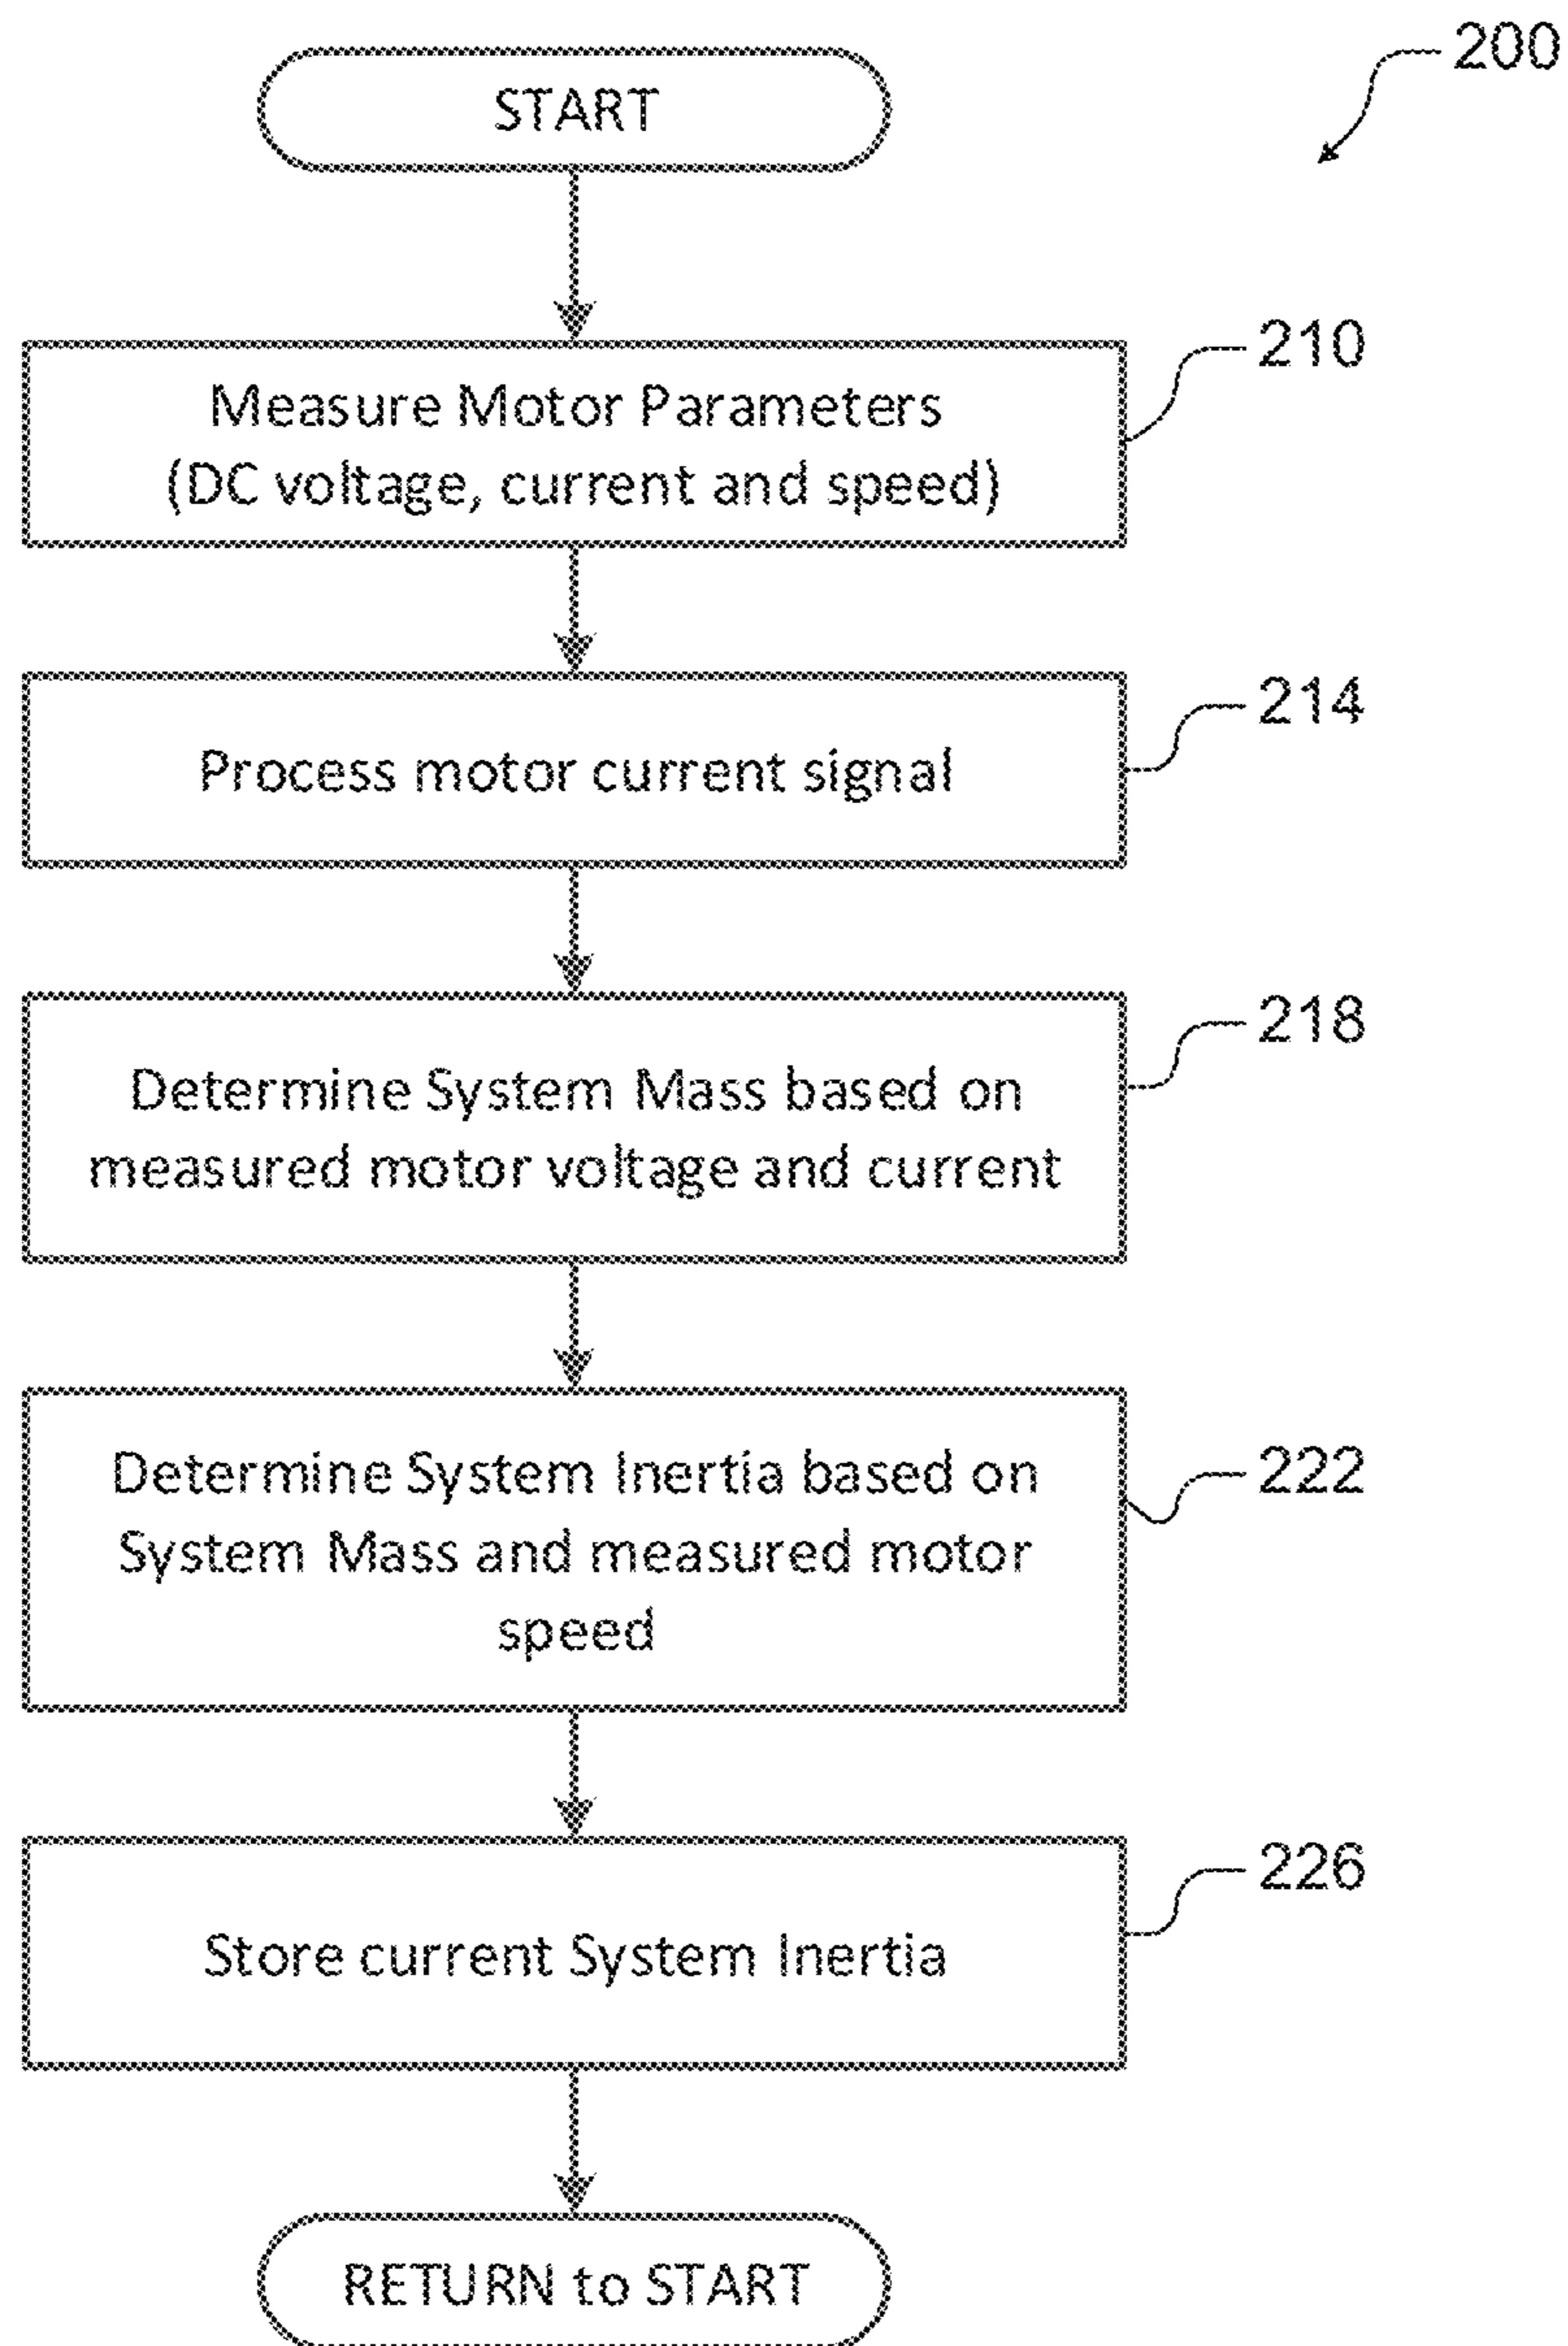 200
START
210
Measure Motor Parameters
(DC voltage, current and speed)
214
Process motor current signal
218
Determine System Mass based on
measured motor voltage and current
222
Determine System Inertia based on
System Mass and measured motor
speed
226
Store current System Inertia
RETURN to START